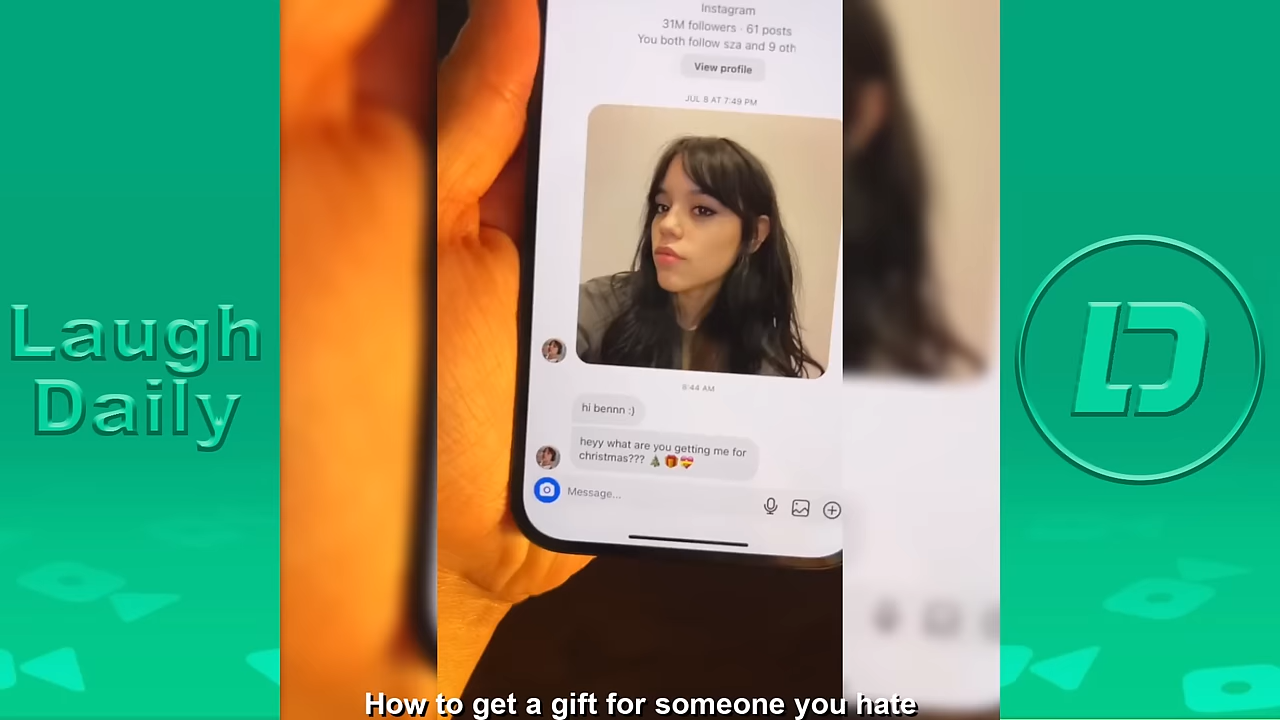 Instagram
31M followers · 61 posts
You both follow sza and 9 oth
View profile
JUL 8 AT 7:49 PM
8:44 AM
hi bennn :)
heyy what are you getting me for
christmas??? 🎄🎁💝
Message...
Laugh
Daily
LD
How to get a gift for someone you hate